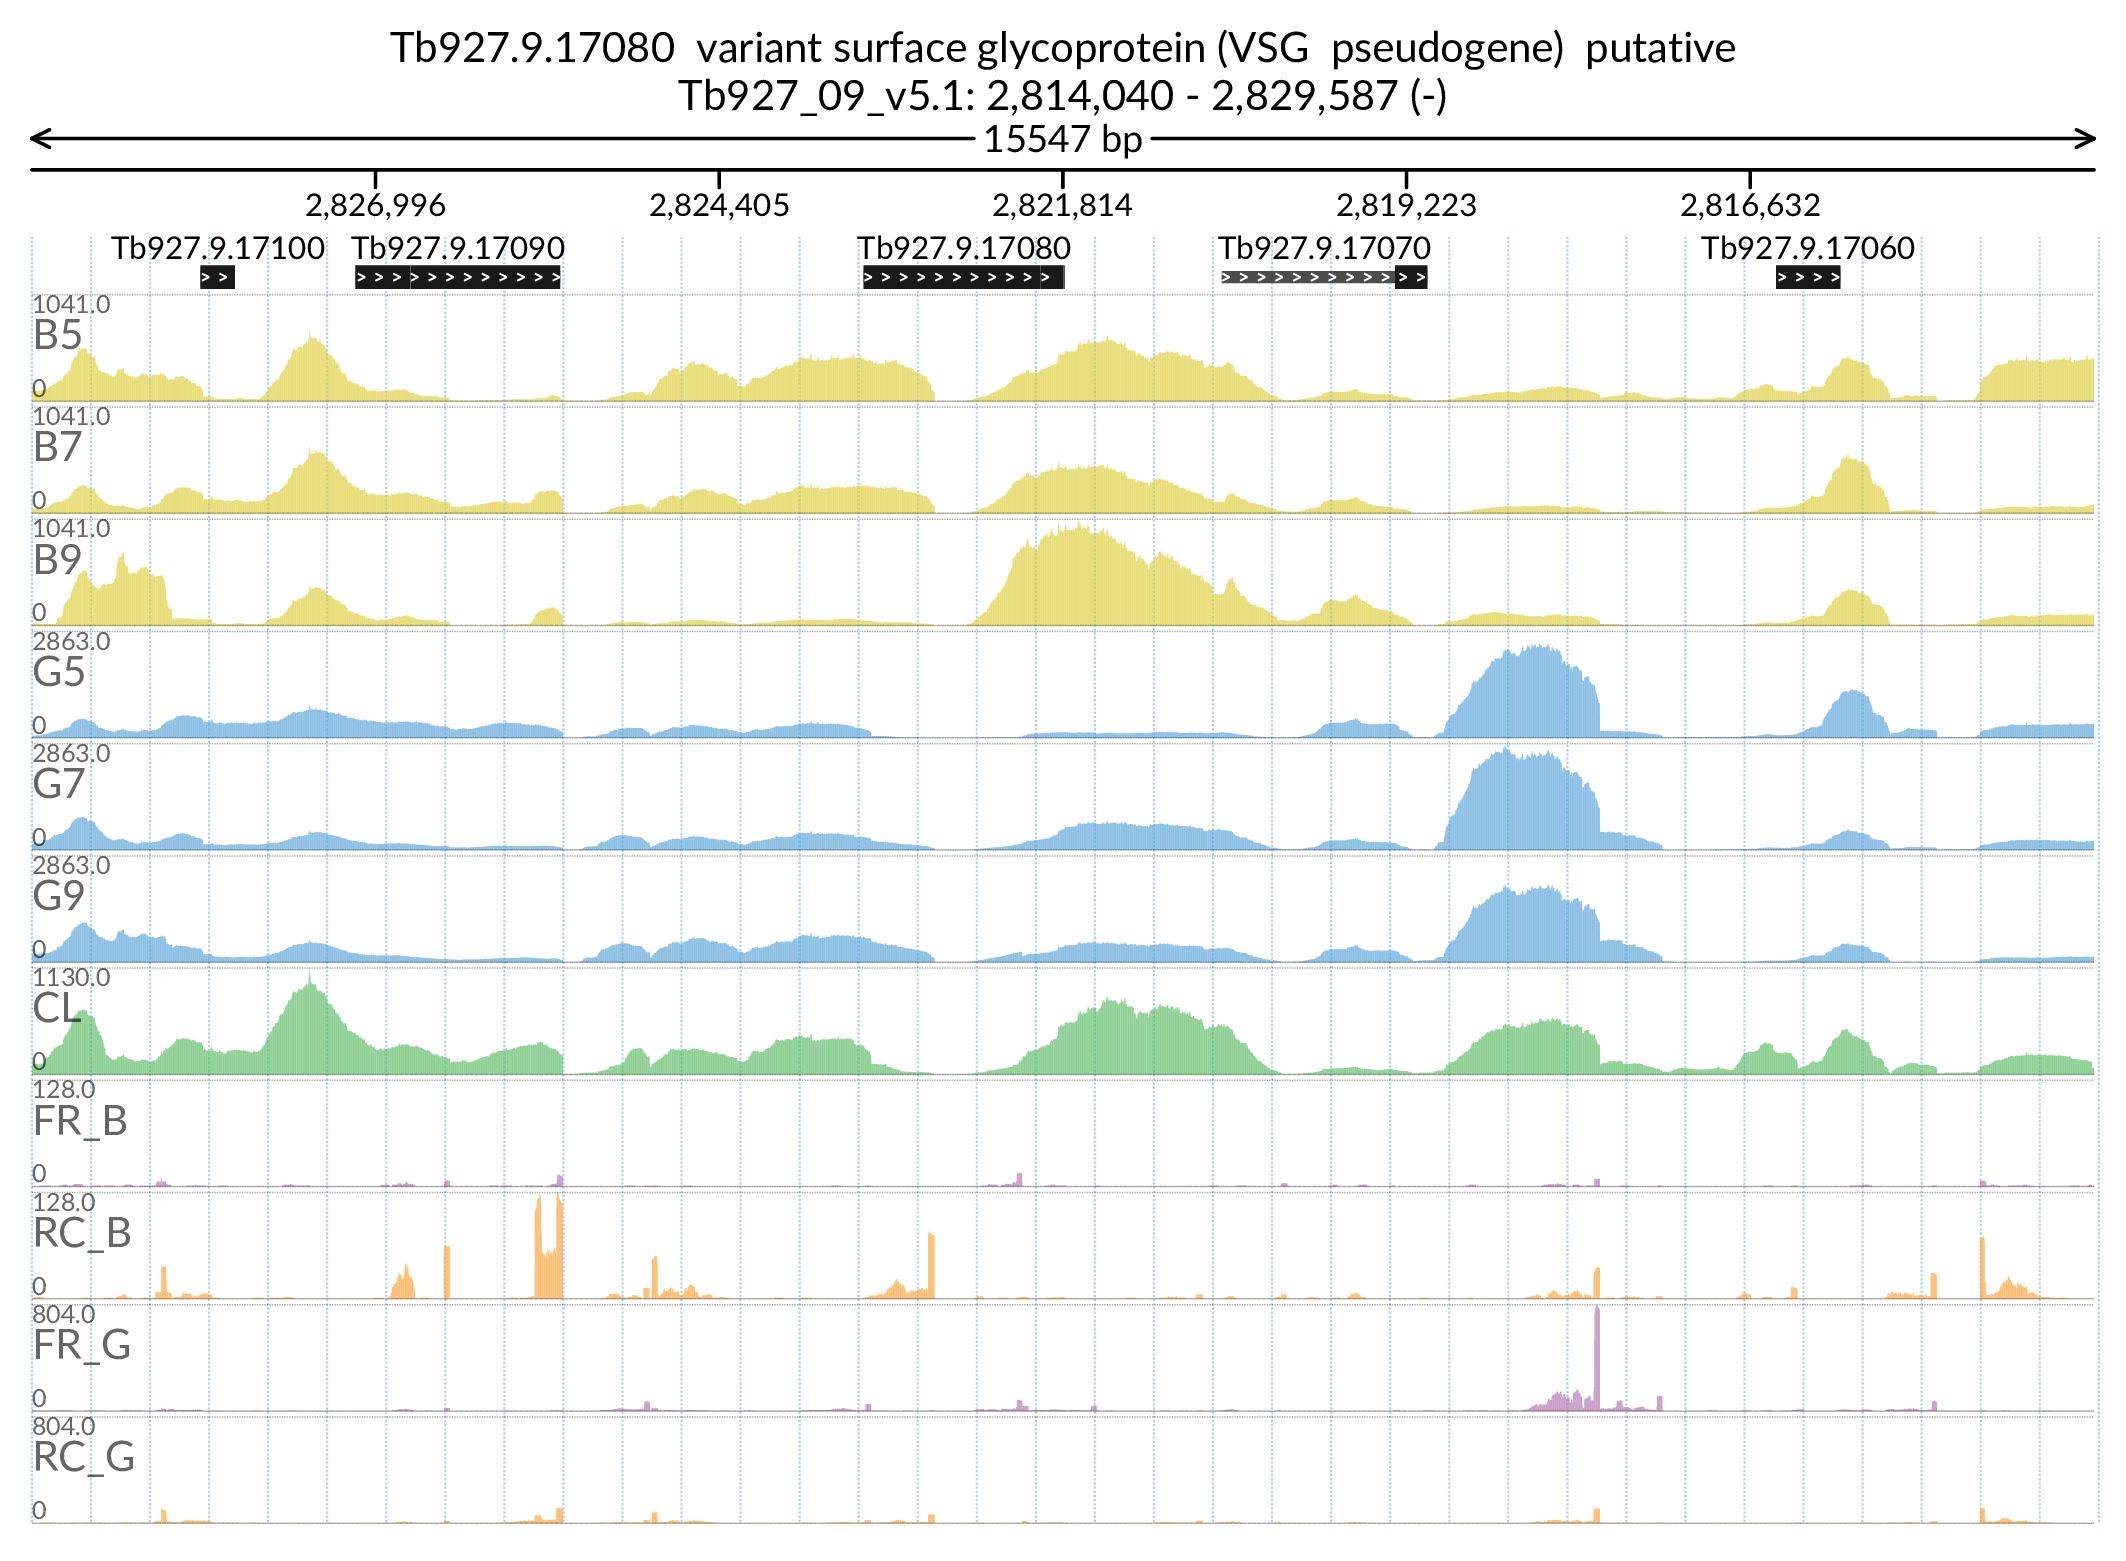 Tb927.9.17080  variant surface glycoprotein (VSG  pseudogene)  putative
Tb927_09_v5.1: 2,814,040 - 2,829,587 (-)
15547 bp
2,826,996 2,824,405 2,821,814 2,819,223 2,816,632
Tb927.9.17100 Tb927.9.17090 Tb927.9.17080 Tb927.9.17070 Tb927.9.17060
1041.0
B5
0
1041.0
B7
0
1041.0
B9
0
2863.0
G5
0
2863.0
G7
0
2863.0
G9
0
1130.0
CL
0
128.0
FR_B
0
128.0
RC_B
0
804.0
FR_G
0
804.0
RC_G
0